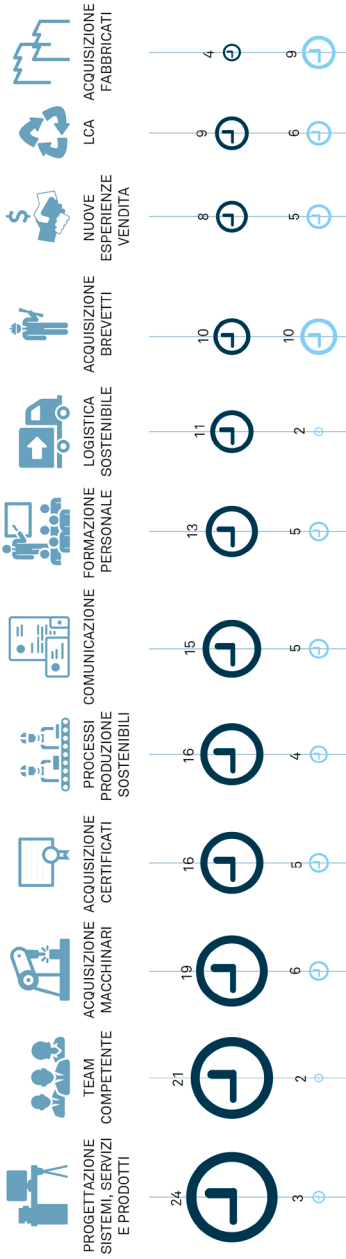 PROGETTAZIONE
SISTEMI, SERVIZI
E PRODOTTI
24
3
TEAM
COMPETENTE
21
2
ACQUISIZIONE
MACCHINARI
19
6
ACQUISIZIONE
CERTIFICATI
16
5
PROCESSI
PRODUZIONE
SOSTENIBILI
16
4
COMUNICAZIONE
15
5
FORMAZIONE
PERSONALE
13
5
LOGISTICA
SOSTENIBILE
11
2
ACQUISIZIONE
BREVETTI
10
10
NUOVE
ESPERIENZE
VENDITA
8
5
LCA
9
6
ACQUISIZIONE
FABBRICATI
4
9